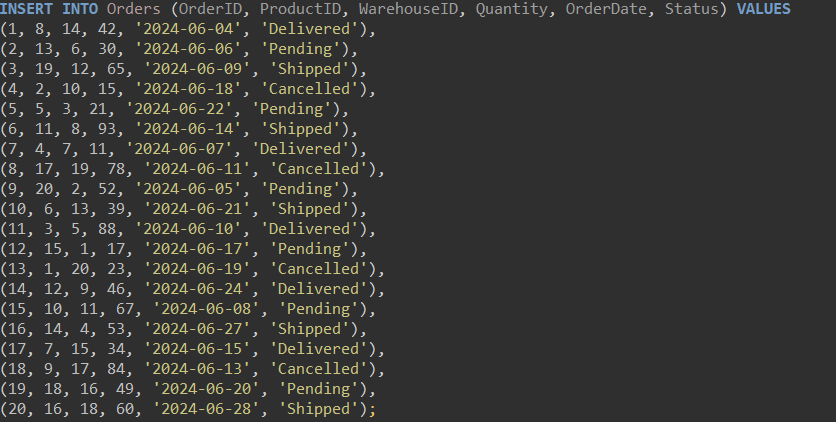 INSERT INTO Orders (OrderID, ProductID, WarehouseID, Quantity, OrderDate, Status) VALUES
(1, 8, 14, 42, '2024-06-04', 'Delivered'),
(2, 13, 6, 30, '2024-06-06', 'Pending'),
(3, 19, 12, 65, '2024-06-09', 'Shipped'),
(4, 2, 10, 15, '2024-06-18', 'Cancelled'),
(5, 5, 3, 21, '2024-06-22', 'Pending'),
(6, 11, 8, 93, '2024-06-14', 'Shipped'),
(7, 4, 7, 11, '2024-06-07', 'Delivered'),
(8, 17, 19, 78, '2024-06-11', 'Cancelled'),
(9, 20, 2, 52, '2024-06-05', 'Pending'),
(10, 6, 13, 39, '2024-06-21', 'Shipped'),
(11, 3, 5, 88, '2024-06-10', 'Delivered'),
(12, 15, 1, 17, '2024-06-17', 'Pending'),
(13, 1, 20, 23, '2024-06-19', 'Cancelled'),
(14, 12, 9, 46, '2024-06-24', 'Delivered'),
(15, 10, 11, 67, '2024-06-08', 'Pending'),
(16, 14, 4, 53, '2024-06-27', 'Shipped'),
(17, 7, 15, 34, '2024-06-15', 'Delivered'),
(18, 9, 17, 84, '2024-06-13', 'Cancelled'),
(19, 18, 16, 49, '2024-06-20', 'Pending'),
(20, 16, 18, 60, '2024-06-28', 'Shipped');